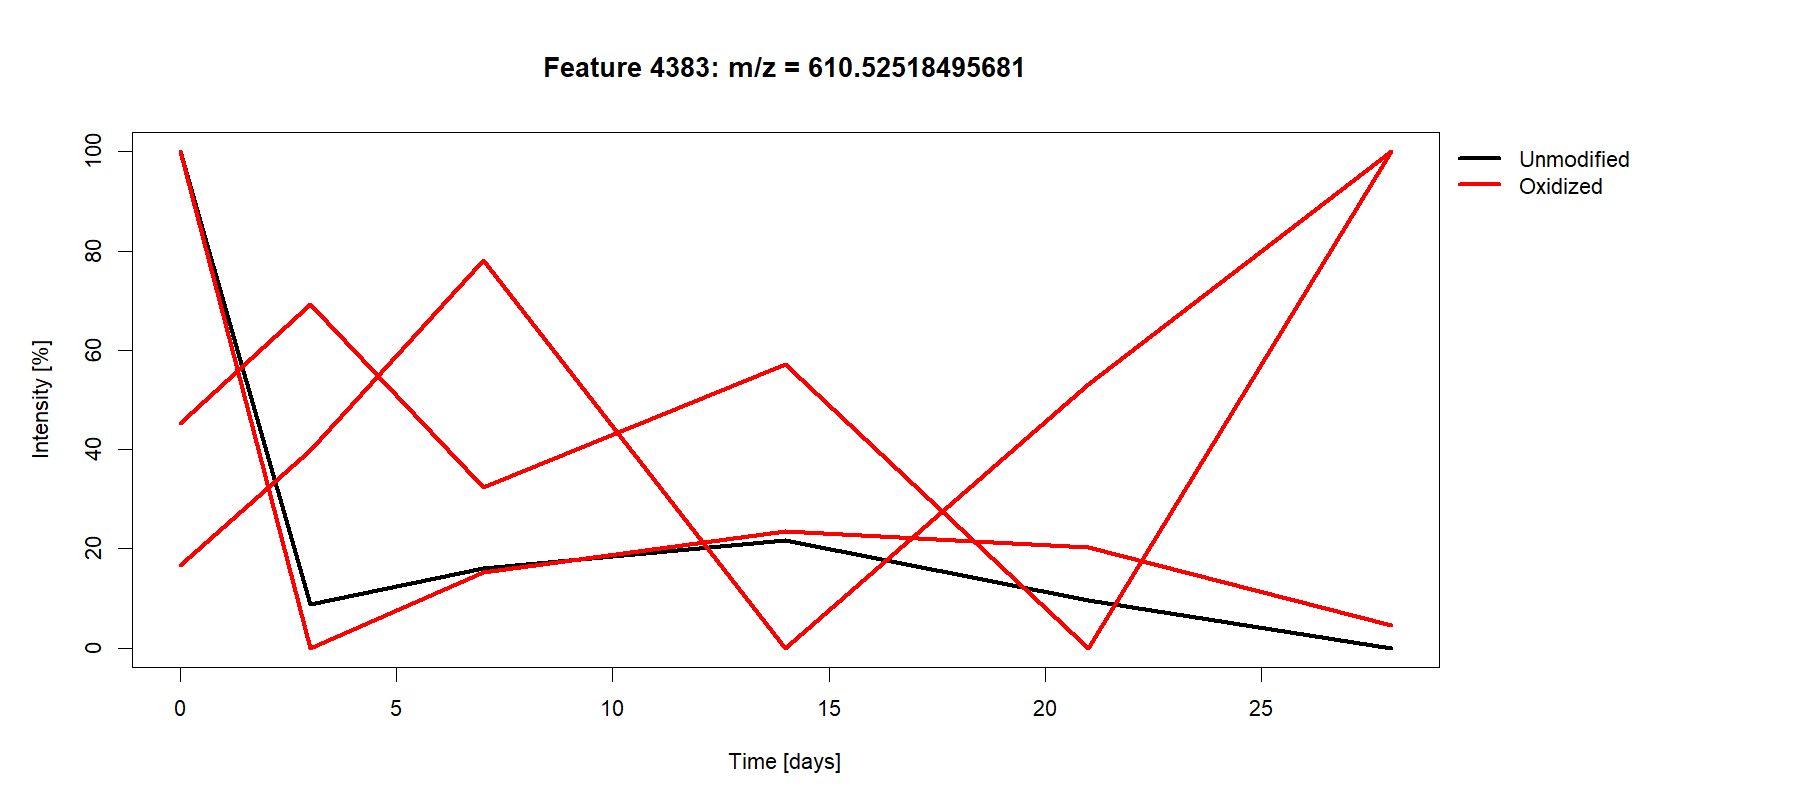 Feature 4383: m/z = 610.52518495681
Intensity [%]
100
80
60
40
20
0
0 5 10 15 20 25
Time [days]
Unmodified
Oxidized